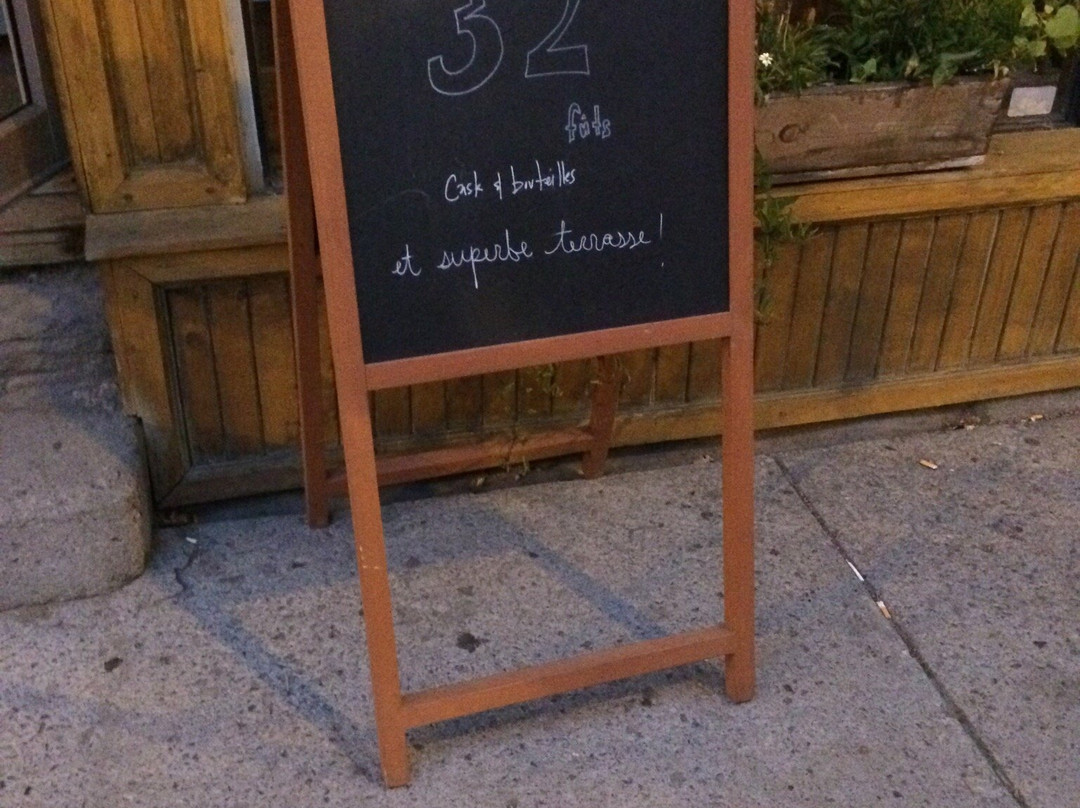 32
fûts
Cask & bouteilles
et superbe terrasse!